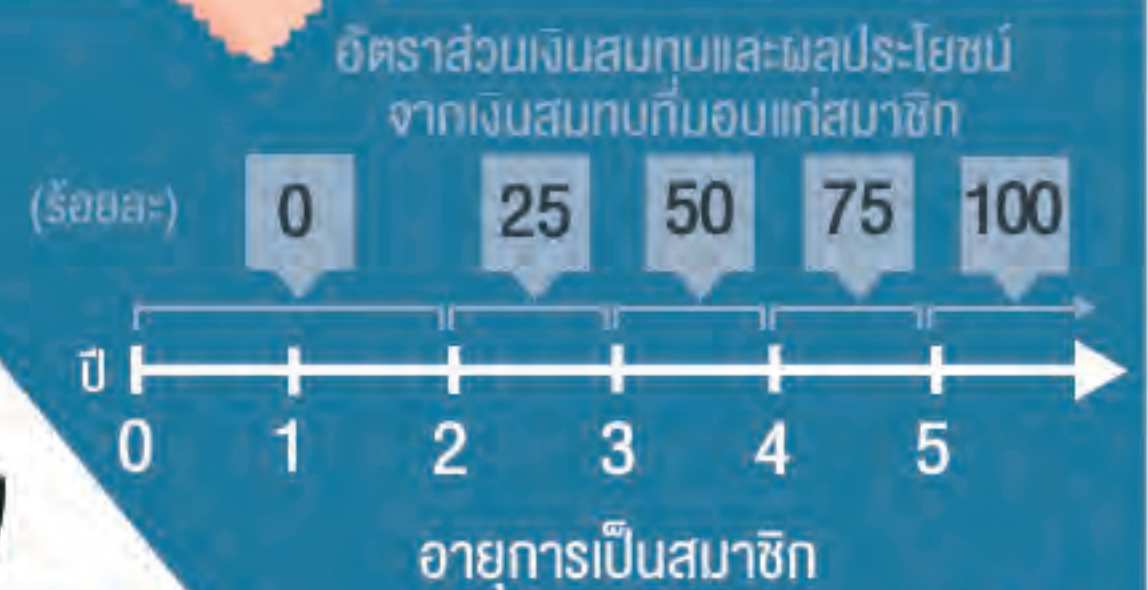 อัตราส่วนเงินสมทบและผลประโยชน์
จากเงินสมทบที่มอบแก่สมาชิก
(ร้อยละ) 0 25 50 75 100
ปี
0 1 2 3 4 5
อายุการเป็นสมาชิก